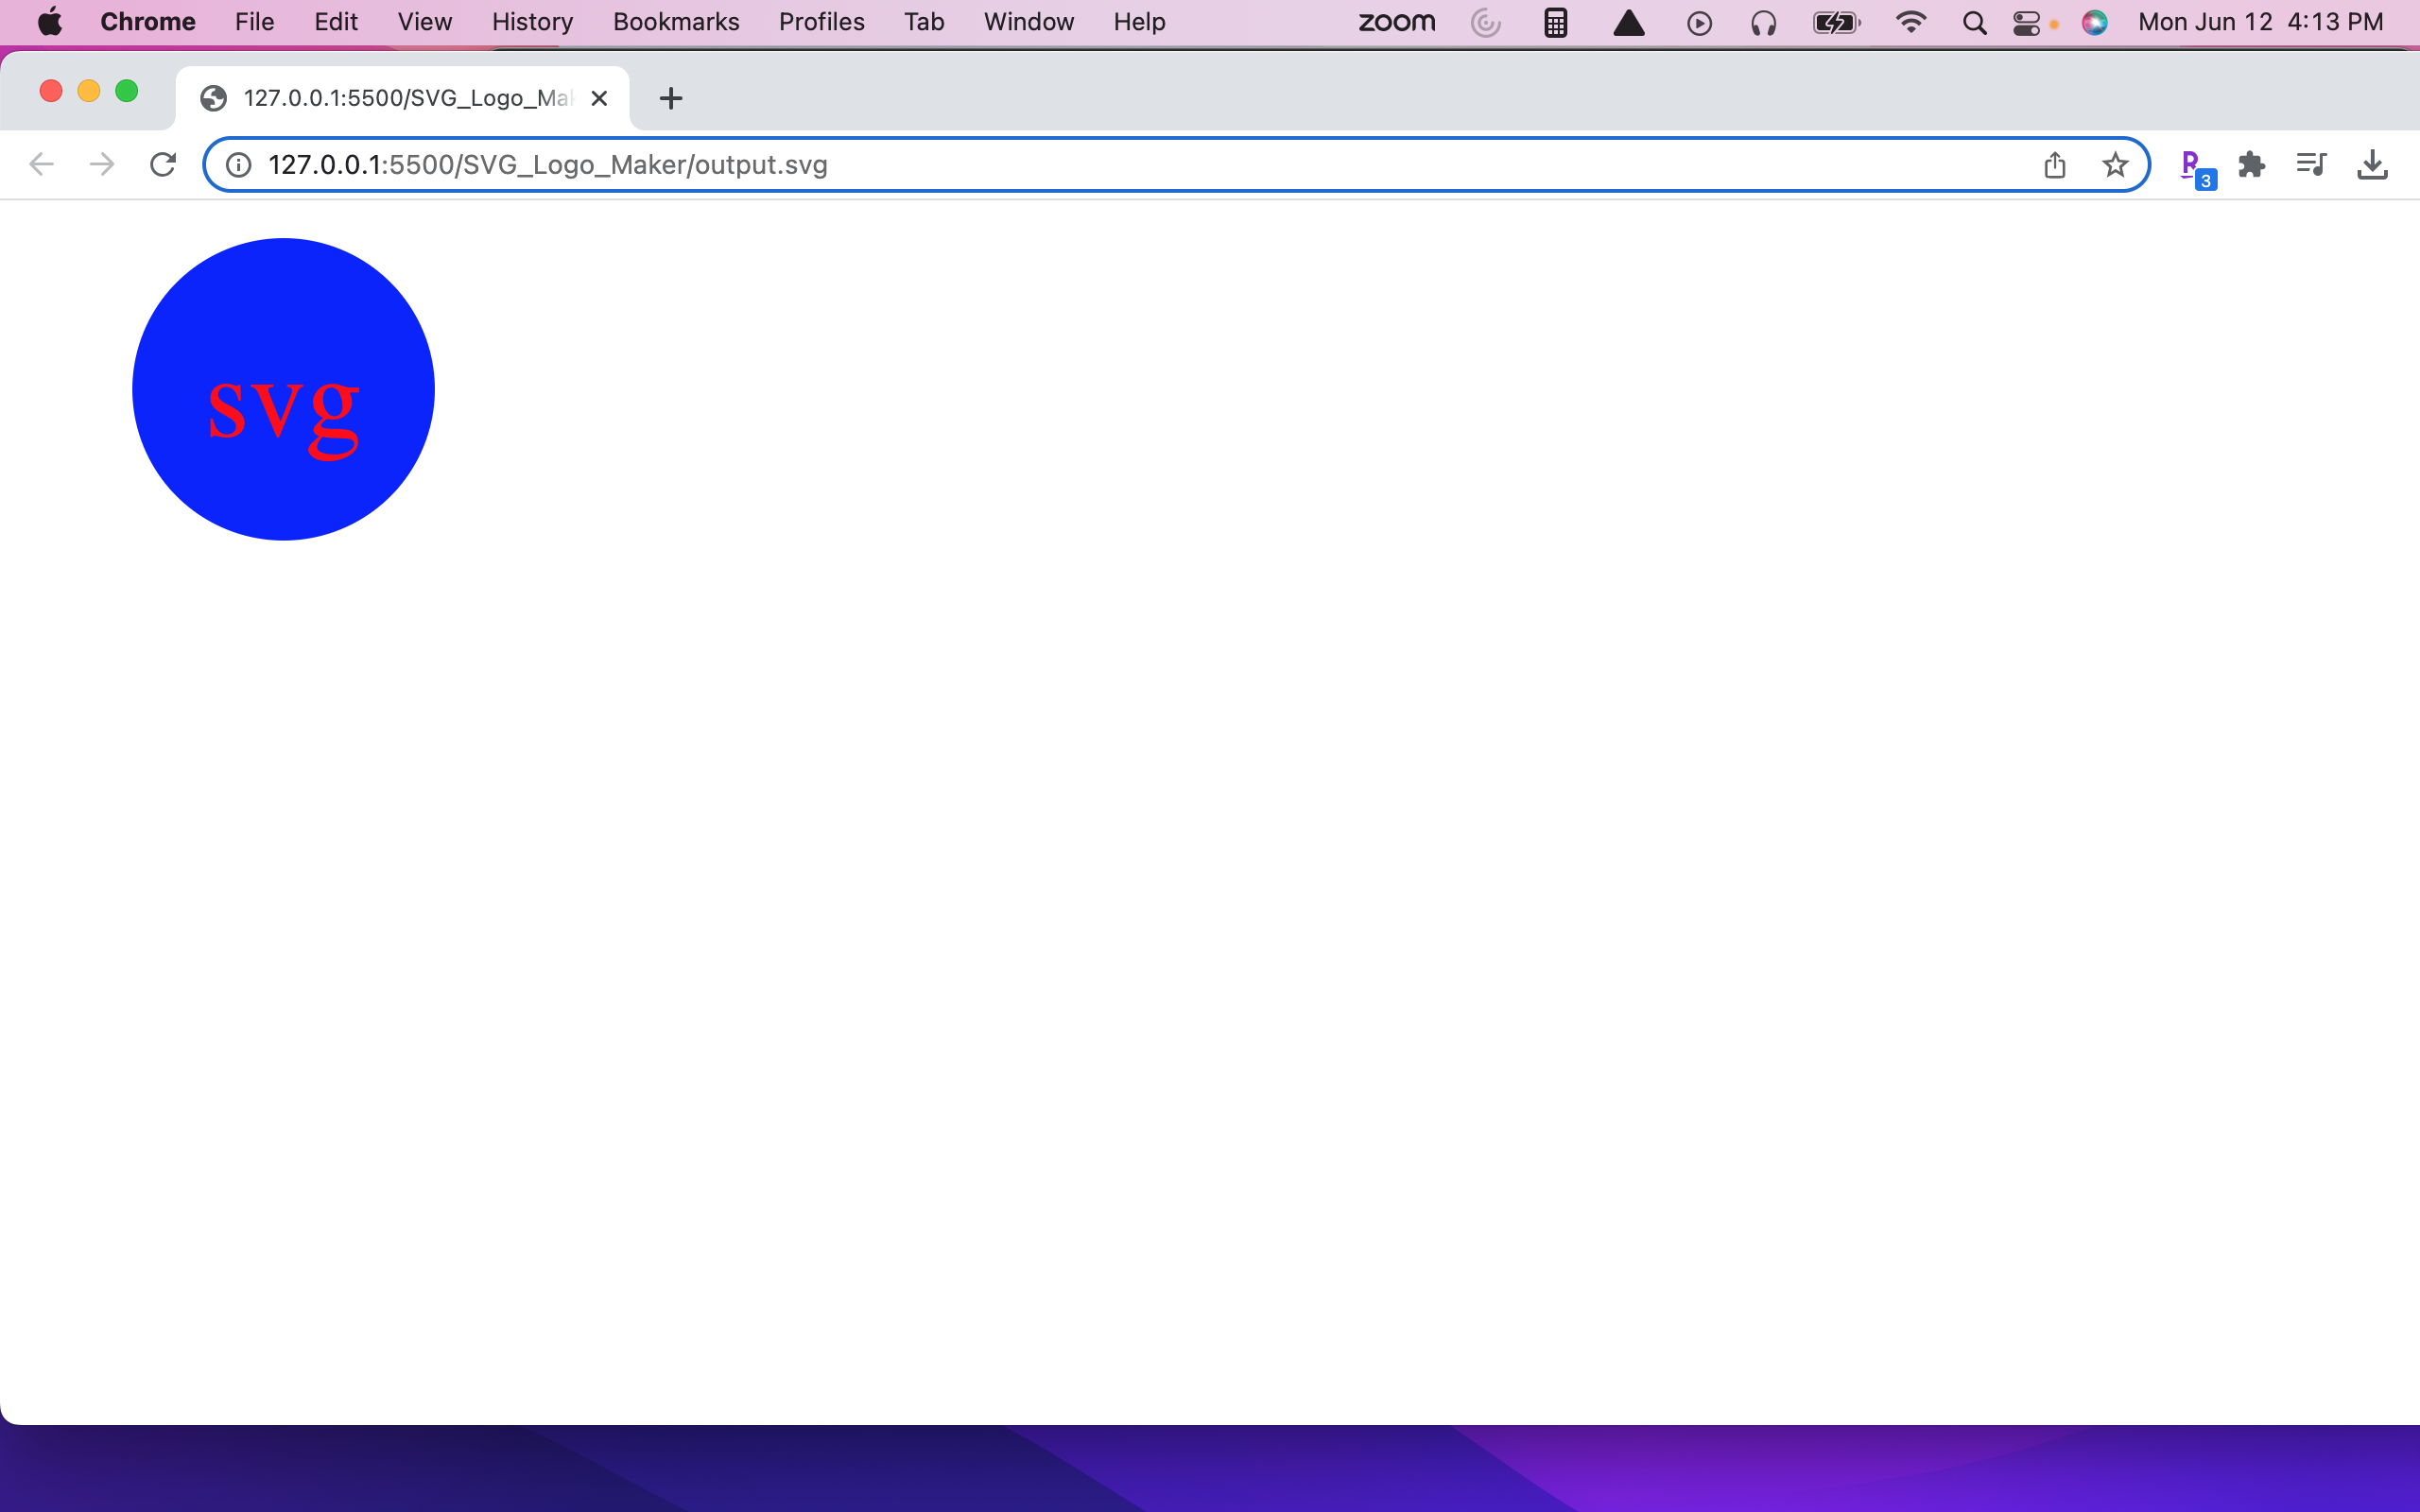 Chrome File Edit View History Bookmarks Profiles Tab Window Help zoom Mon Jun 12 4:13 PM
127.0.0.1:5500/SVG_Logo_Mak
127.0.0.1:5500/SVG_Logo_Maker/output.svg R 3
svg